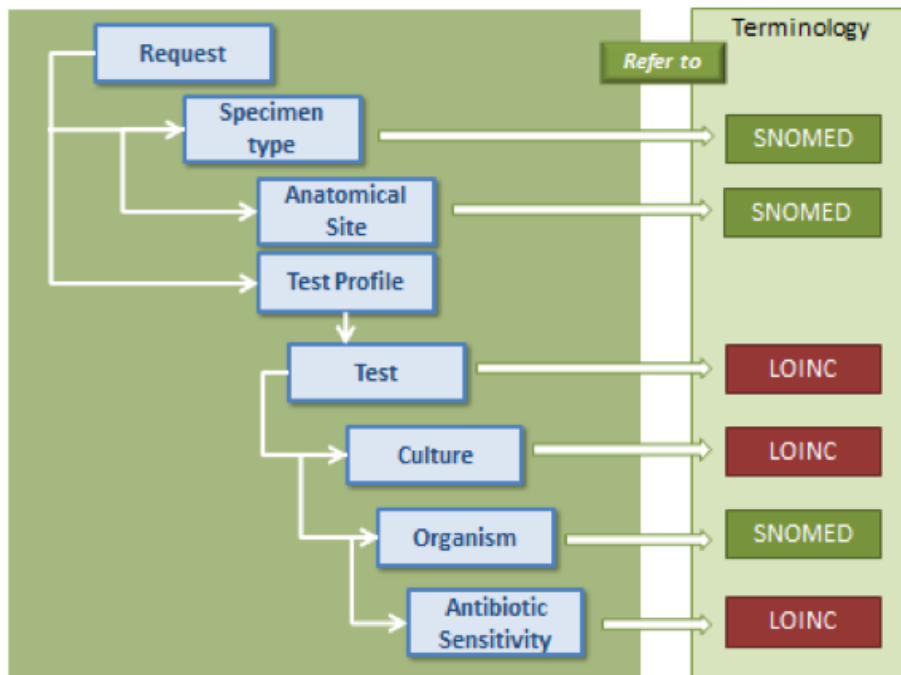 Terminology
Request
Refer to
Specimen
type
SNOMED
Anatomical
Site
SNOMED
Test Profile
Test
LOINC
Culture
LOINC
Organism
SNOMED
Antibiotic
Sensitivity
LOINC